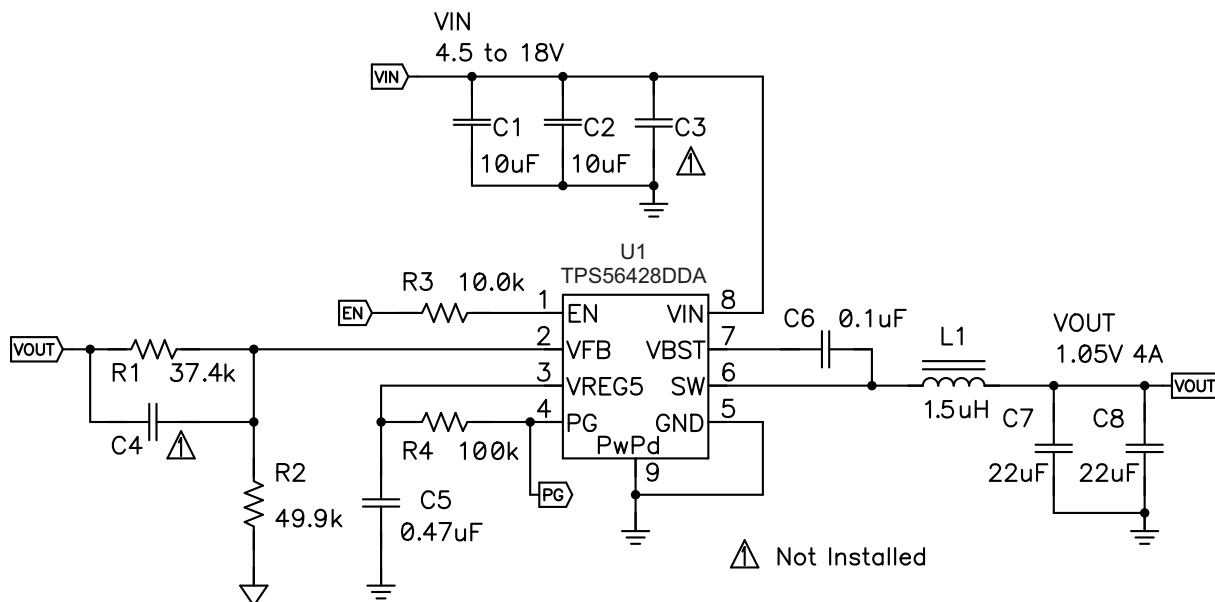 VIN
4.5 to 18V
VIN
C1
C2
C3
10uF
10uF
1
U1
TPS56428DDA
R3 10.0k
EN
1
EN
VIN
8
C6 0.1uF
VOUT
R1
37.4k
2
VFB
VBST
7
L1
VOUT
1.05V 4A
3
VREG5
SW
6
1.5uH
VOUT
C4
1
R4
100k
4
PG
GND
5
PwPd
9
C7
C8
22uF
22uF
R2
49.9k
C5
0.47uF
PG
1 Not Installed